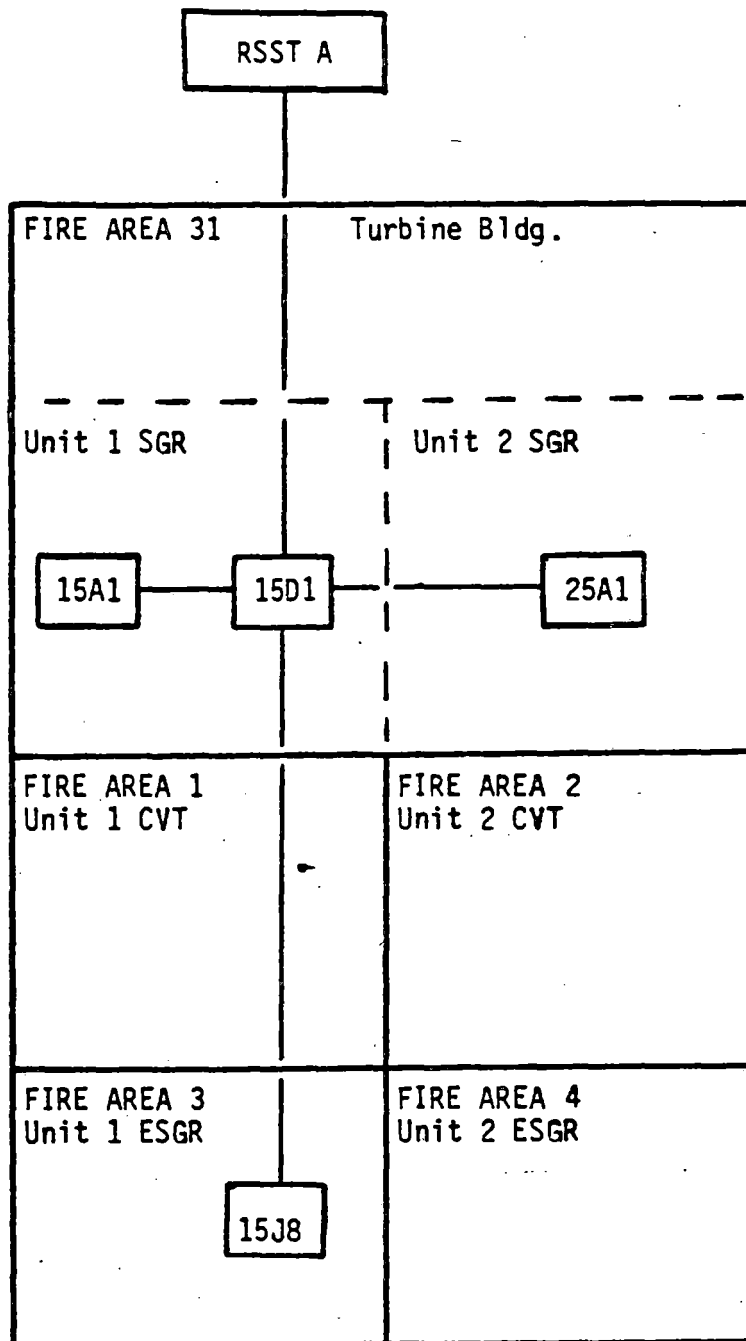 RSST A
FIRE AREA 31 Turbine Bldg.
Unit 1 SGR Unit 2 SGR
15A1 15D1 25A1
FIRE AREA 1 FIRE AREA 2
Unit 1 CVT Unit 2 CVT
FIRE AREA 3 FIRE AREA 4
Unit 1 ESGR Unit 2 ESGR
15J8